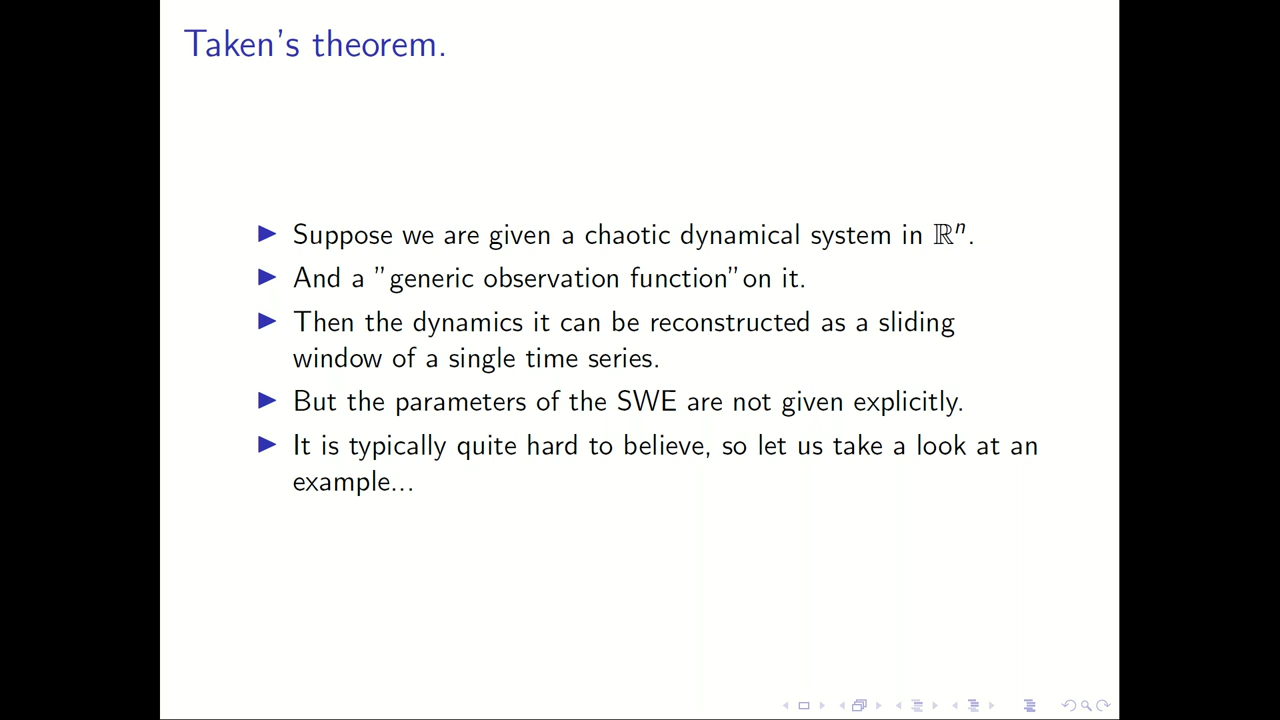 Taken's theorem.
Suppose we are given a chaotic dynamical system in ℝⁿ.
And a "generic observation function"on it.
Then the dynamics it can be reconstructed as a sliding
window of a single time series.
But the parameters of the SWE are not given explicitly.
It is typically quite hard to believe, so let us take a look at an
example...